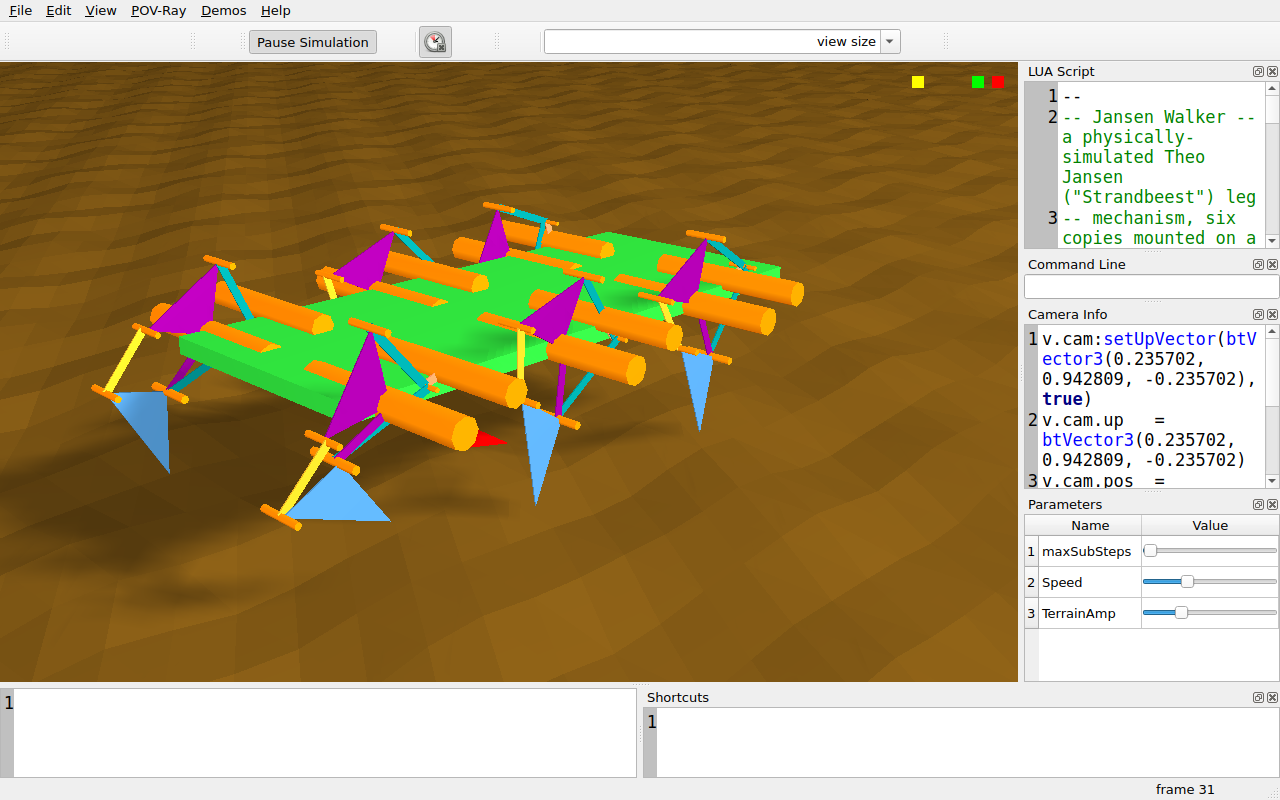 File Edit View POV-Ray Demos Help
Pause Simulation
view size
LUA Script
1 --
2 -- Jansen Walker --
a physically-
simulated Theo
Jansen
("Strandbeest") leg
3 -- mechanism, six
copies mounted on a
Command Line
Camera Info
1 v.cam:setUpVector(btV
ector3(0.235702,
0.942809, -0.235702),
true)
2 v.cam.up   =
btVector3(0.235702,
0.942809, -0.235702)
3 v.cam.pos  =
Parameters
Name Value
1 maxSubSteps
2 Speed
3 TerrainAmp
1
Shortcuts
1
frame 31